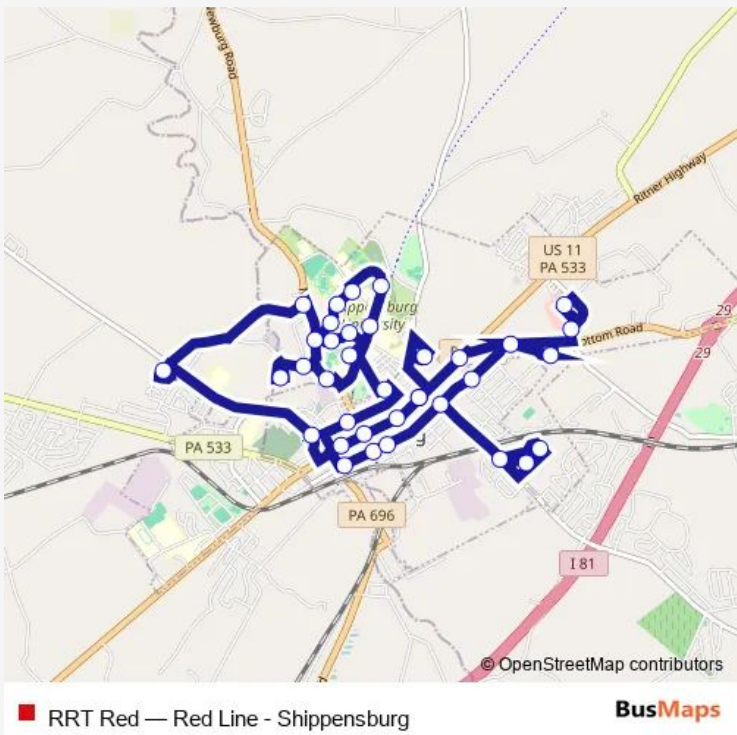 Newburg Road
Ritner Highway
US 11
PA 533
29
29
ottom Road
PA 533
PA 696
I 81
© OpenStreetMap contributors
RRT Red — Red Line - Shippensburg
BusMaps